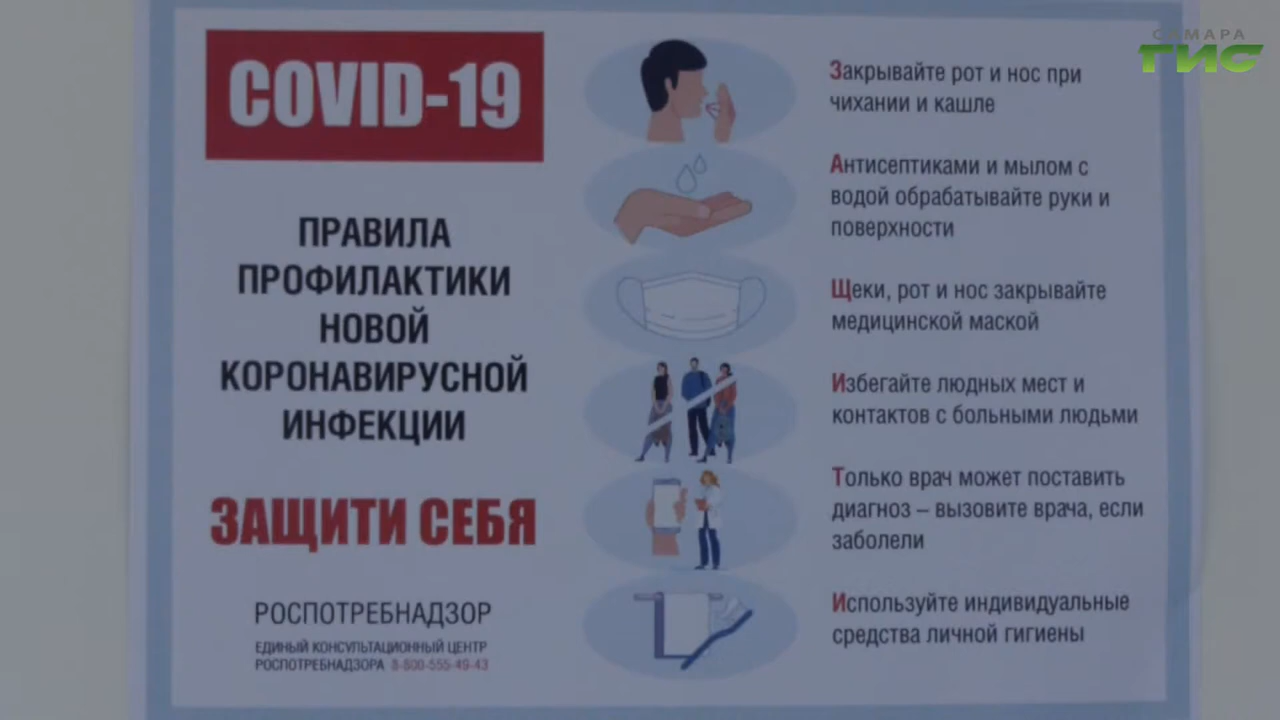 САМАРА
ГИС
COVID-19
ПРАВИЛА
ПРОФИЛАКТИКИ
НОВОЙ
КОРОНАВИРУСНОЙ
ИНФЕКЦИИ
ЗАЩИТИ СЕБЯ
РОСПОТРЕБНАДЗОР
ЕДИНЫЙ КОНСУЛЬТАЦИОННЫЙ ЦЕНТР
РОСПОТРЕБНАДЗОРА 8-800-555-49-43
Закрывайте рот и нос при
чихании и кашле
Антисептиками и мылом с
водой обрабатывайте руки и
поверхности
Щеки, рот и нос закрывайте
медицинской маской
Избегайте людных мест и
контактов с больными людьми
Только врач может поставить
диагноз – вызовите врача, если
заболели
Используйте индивидуальные
средства личной гигиены